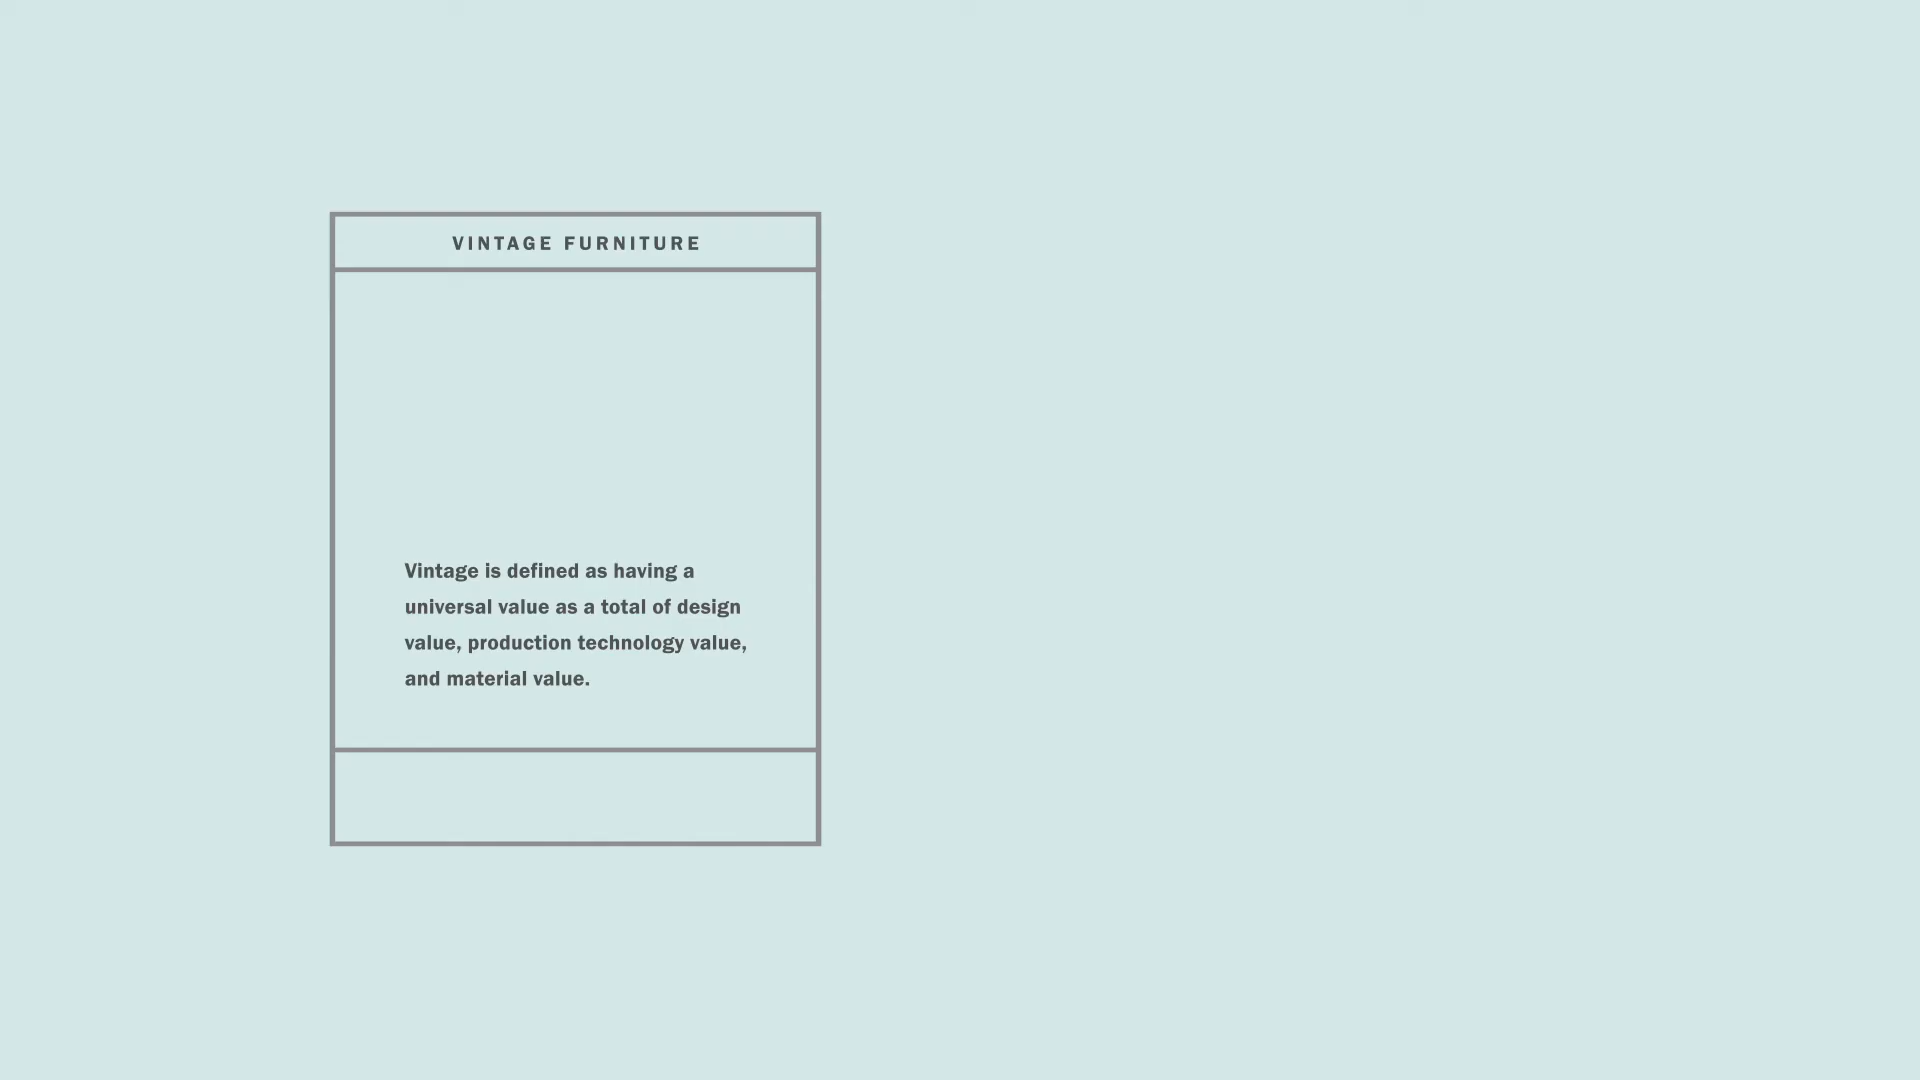 VINTAGE FURNITURE
Vintage is defined as having a
universal value as a total of design
value, production technology value,
and material value.